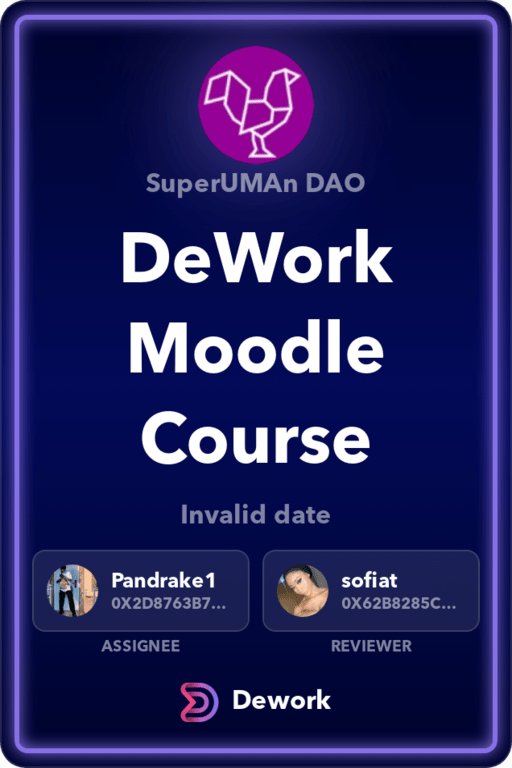 SuperUMAn DAO
DeWork
Moodle
Course
Invalid date
Pandrake1
0X2D8763B7...
sofiat
0X62B8285C...
ASSIGNEE
REVIEWER
Dework